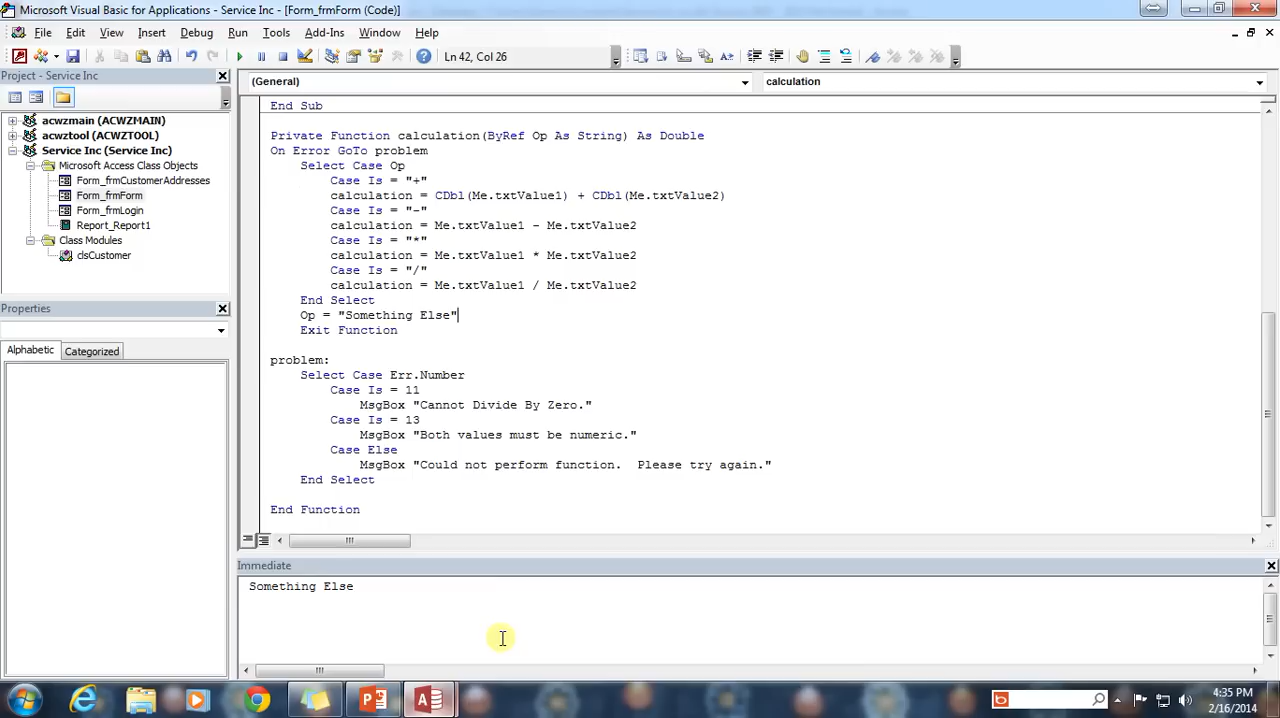 Microsoft Visual Basic for Applications - Service Inc - [Form_frmForm (Code)]
File Edit View Insert Format Debug Run Tools Add-Ins Window Help
Ln 42, Col 26
Project - Service Inc
(General)
calculation
acwzmain (ACWZMAIN)
acwztool (ACWZTOOL)
Service Inc (Service Inc)
Microsoft Access Class Objects
Form_frmCustomerAddresses
Form_frmForm
Form_frmLogin
Report_Report1
Class Modules
clsCustomer
Properties
Alphabetic Categorized
End Sub
Private Function calculation(ByRef Op As String) As Double
On Error GoTo problem
Select Case Op
Case Is = "+"
calculation = CDbl(Me.txtValue1) + CDbl(Me.txtValue2)
Case Is = "-"
calculation = Me.txtValue1 - Me.txtValue2
Case Is = "*"
calculation = Me.txtValue1 * Me.txtValue2
Case Is = "/"
calculation = Me.txtValue1 / Me.txtValue2
End Select
Op = "Something Else"
Exit Function
problem:
Select Case Err.Number
Case Is = 11
MsgBox "Cannot Divide By Zero."
Case Is = 13
MsgBox "Both values must be numeric."
Case Else
MsgBox "Could not perform function.  Please try again."
End Select
End Function
Immediate
Something Else
4:35 PM
2/16/2014